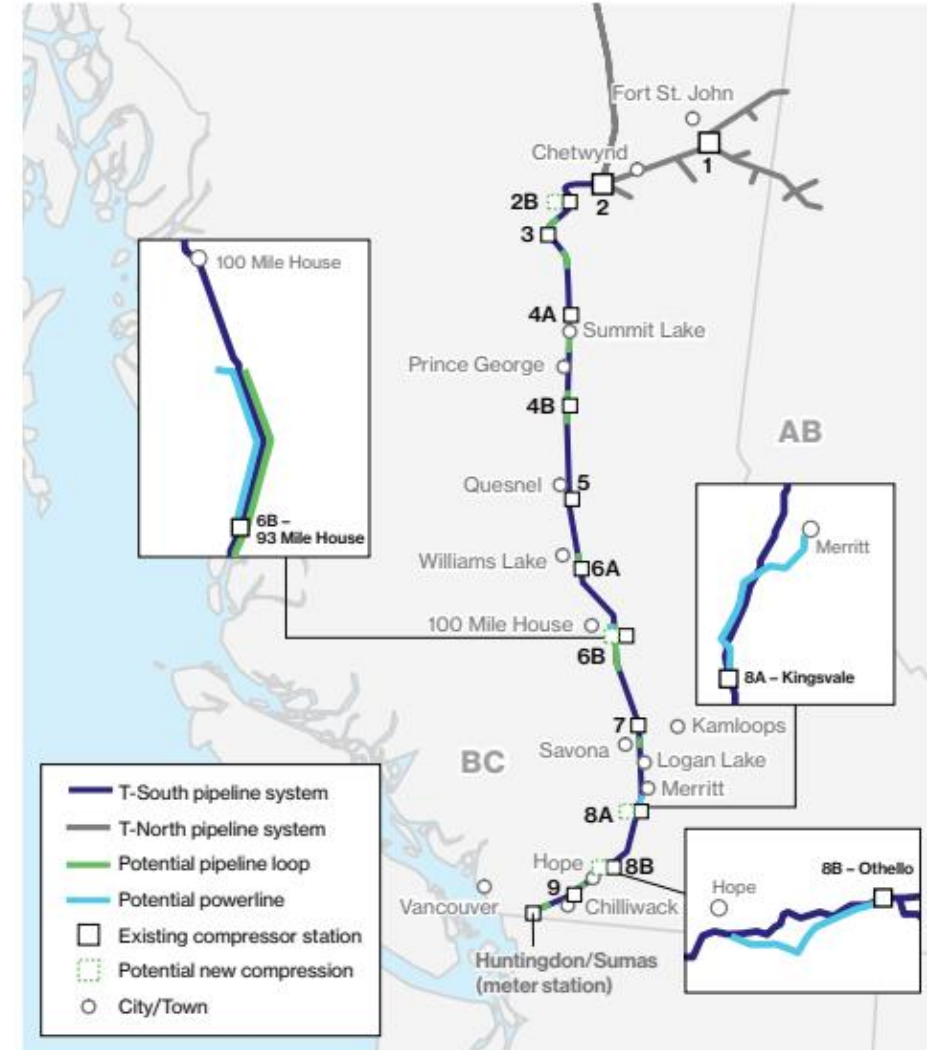 Fort St. John
Chetwynd
1
2B
2
3
100 Mile House
4A
Summit Lake
Prince George
4B
AB
Quesnel
5
6B –
93 Mile House
Merritt
Williams Lake
6A
100 Mile House
6B
8A – Kingsvale
7
Kamloops
Savona
BC
Logan Lake
Merritt
8A
T-South pipeline system
T-North pipeline system
Potential pipeline loop
Potential powerline
Existing compressor station
Potential new compression
City/Town
Hope
8B
8B – Othello
9
Hope
Vancouver
Chilliwack
Huntingdon/Sumas
(meter station)